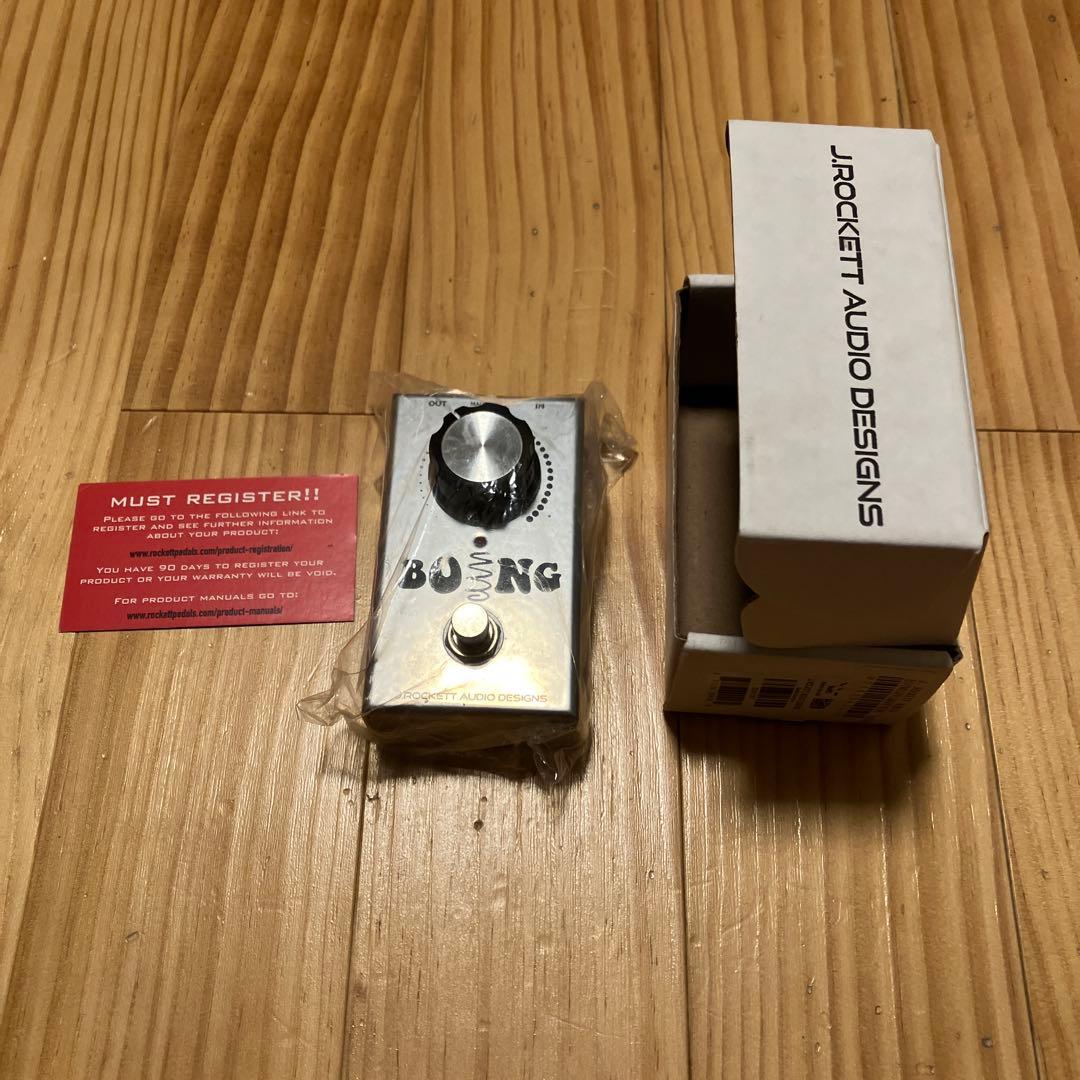 MUST REGISTER!!
PLEASE GO TO THE FOLLOWING LINK TO
REGISTER AND SEE FURTHER INFORMATION
ABOUT YOUR PRODUCT:
www.rockettpedals.com/product-registration/
YOU HAVE 90 DAYS TO REGISTER YOUR
PRODUCT OR YOUR WARRANTY WILL BE VOID.
FOR PRODUCT MANUALS GO TO:
www.rockettpedals.com/product-manuals/
OUT
BOING
J.ROCKETT AUDIO DESIGNS
J.ROCKETT AUDIO DESIGNS